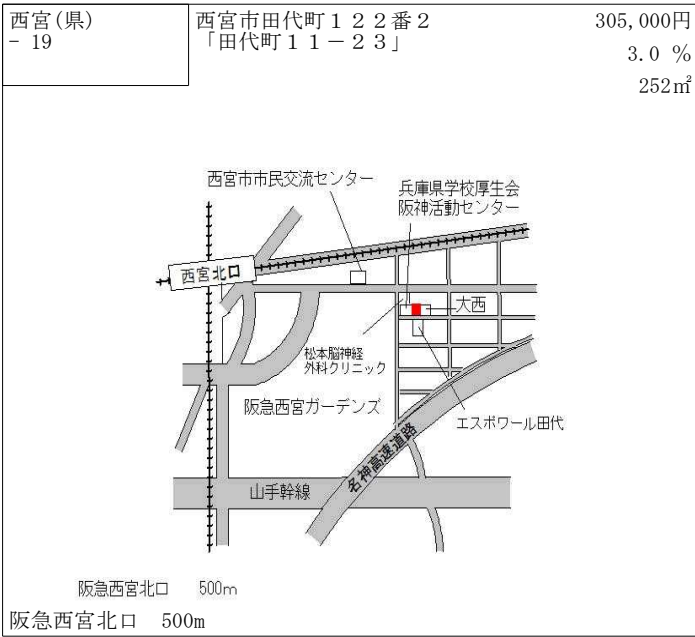 西宮(県)
- 19
西宮市田代町１２２番２
「田代町１１－２３」
305,000円
3.0 %
252㎡
西宮市市民交流センター
兵庫県学校厚生会
阪神活動センター
西宮北口
大西
松本脳神経
外科クリニック
阪急西宮ガーデンズ
エスポワール田代
名神高速道路
山手幹線
阪急西宮北口 500m
阪急西宮北口 500m